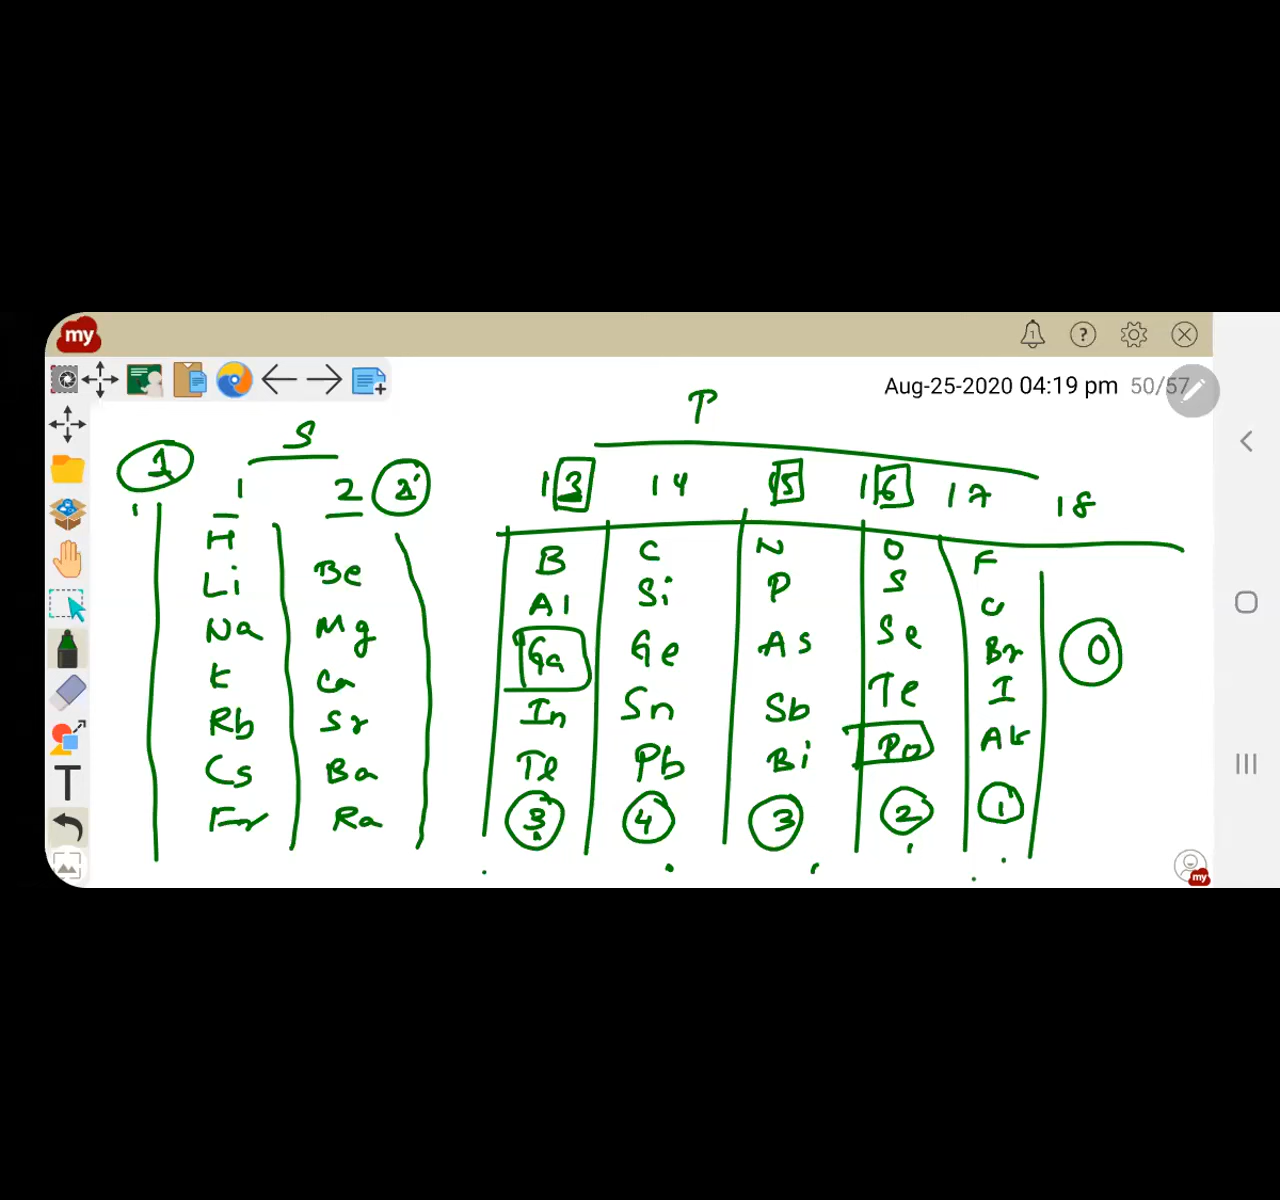 my
1 ?
Aug-25-2020 04:19 pm 50/57
S P
1 1 2 2 13 14 15 16 17 18
H B C N O F
Li Be Al Si P S Cl
Na Mg Ga Ge As Se Br 0
K Ca In Sn Sb Te I
Rb Sr Tl Pb Bi Po At
Cs Ba
Fr Ra 3 4 3 2 1
T
my